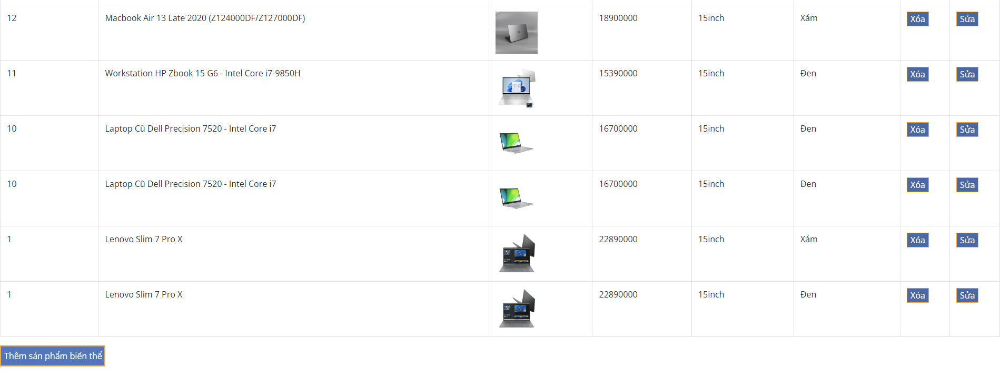 12 Macbook Air 13 Late 2020 (Z124000DF/Z127000DF) 18900000 15inch Xám Xóa Sửa
11 Workstation HP Zbook 15 G6 - Intel Core i7-9850H 15390000 15inch Đen Xóa Sửa
10 Laptop Cũ Dell Precision 7520 - Intel Core i7 16700000 15inch Đen Xóa Sửa
10 Laptop Cũ Dell Precision 7520 - Intel Core i7 16700000 15inch Đen Xóa Sửa
1 Lenovo Slim 7 Pro X 22890000 15inch Xám Xóa Sửa
1 Lenovo Slim 7 Pro X 22890000 15inch Đen Xóa Sửa
Thêm sản phẩm biến thể